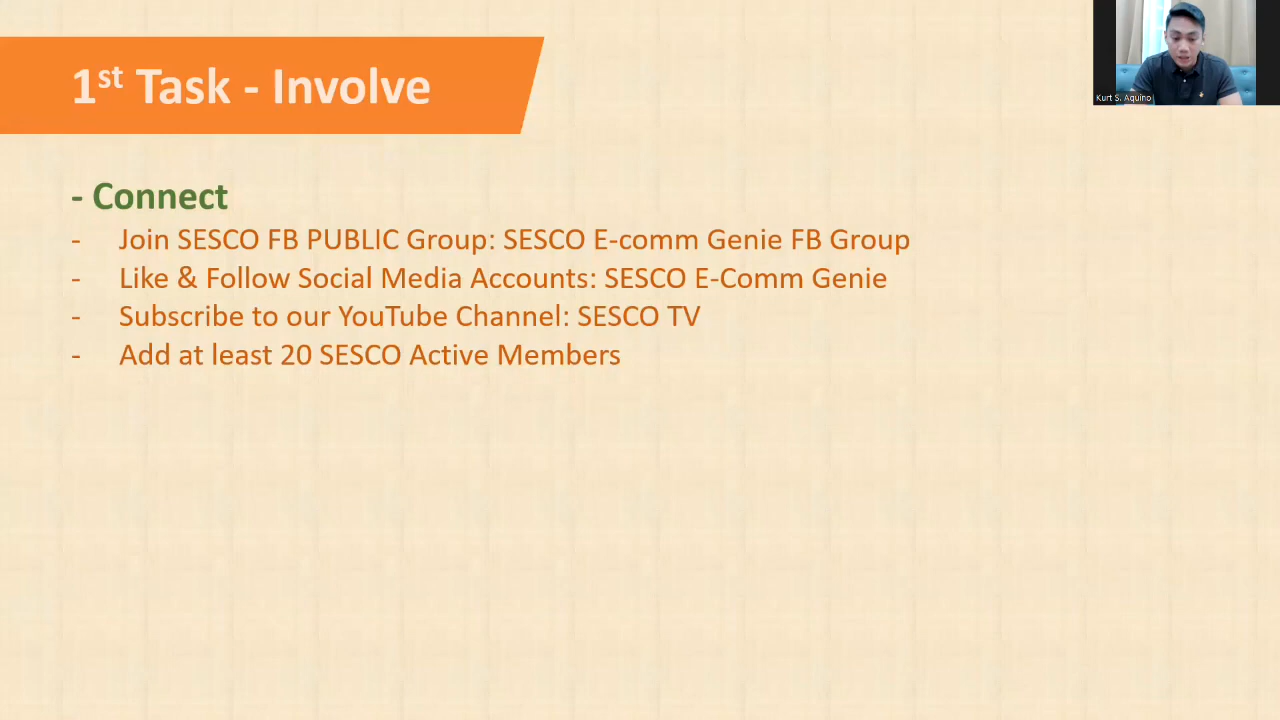 1st Task - Involve
Kurt S. Aquino
- Connect
- Join SESCO FB PUBLIC Group: SESCO E-comm Genie FB Group
- Like & Follow Social Media Accounts: SESCO E-Comm Genie
- Subscribe to our YouTube Channel: SESCO TV
- Add at least 20 SESCO Active Members